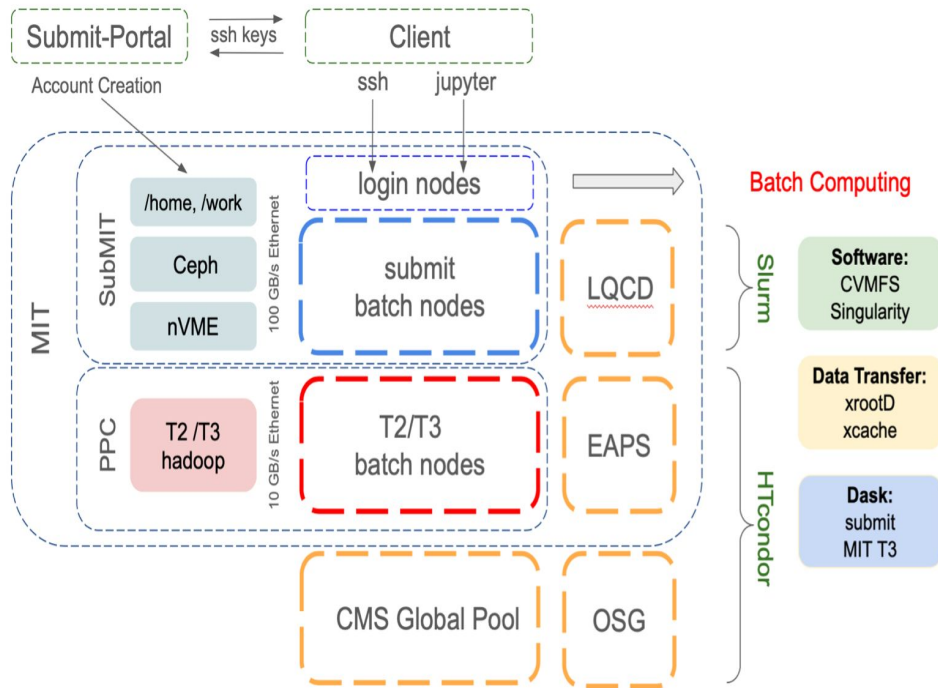 Submit-Portal
ssh keys
Client
Account Creation
ssh
jupyter
MIT
SubMIT
/home, /work
Ceph
nVME
100 GB/s Ethernet
login nodes
submit
batch nodes
LQCD
Batch Computing
Slurm
Software:
CVMFS
Singularity
PPC
T2 /T3
hadoop
10 GB/s Ethernet
T2/T3
batch nodes
EAPS
HTcondor
Data Transfer:
xrootD
xcache
Dask:
submit
MIT T3
CMS Global Pool
OSG